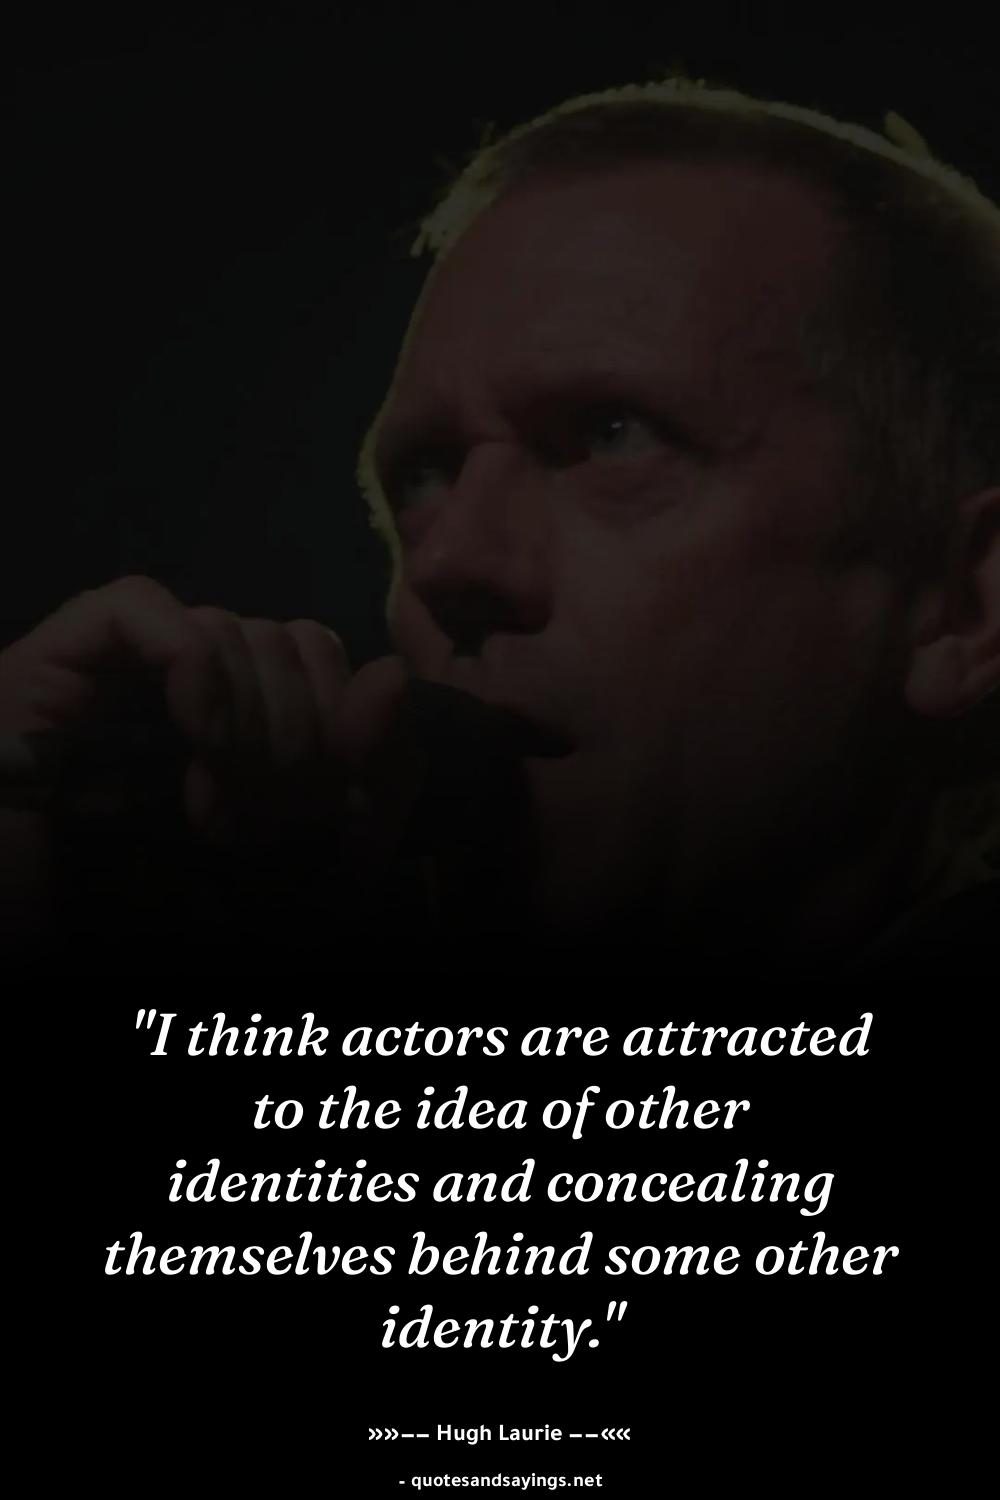 "I think actors are attracted
to the idea of other
identities and concealing
themselves behind some other
identity."
»»–– Hugh Laurie ––««
- quotesandsayings.net